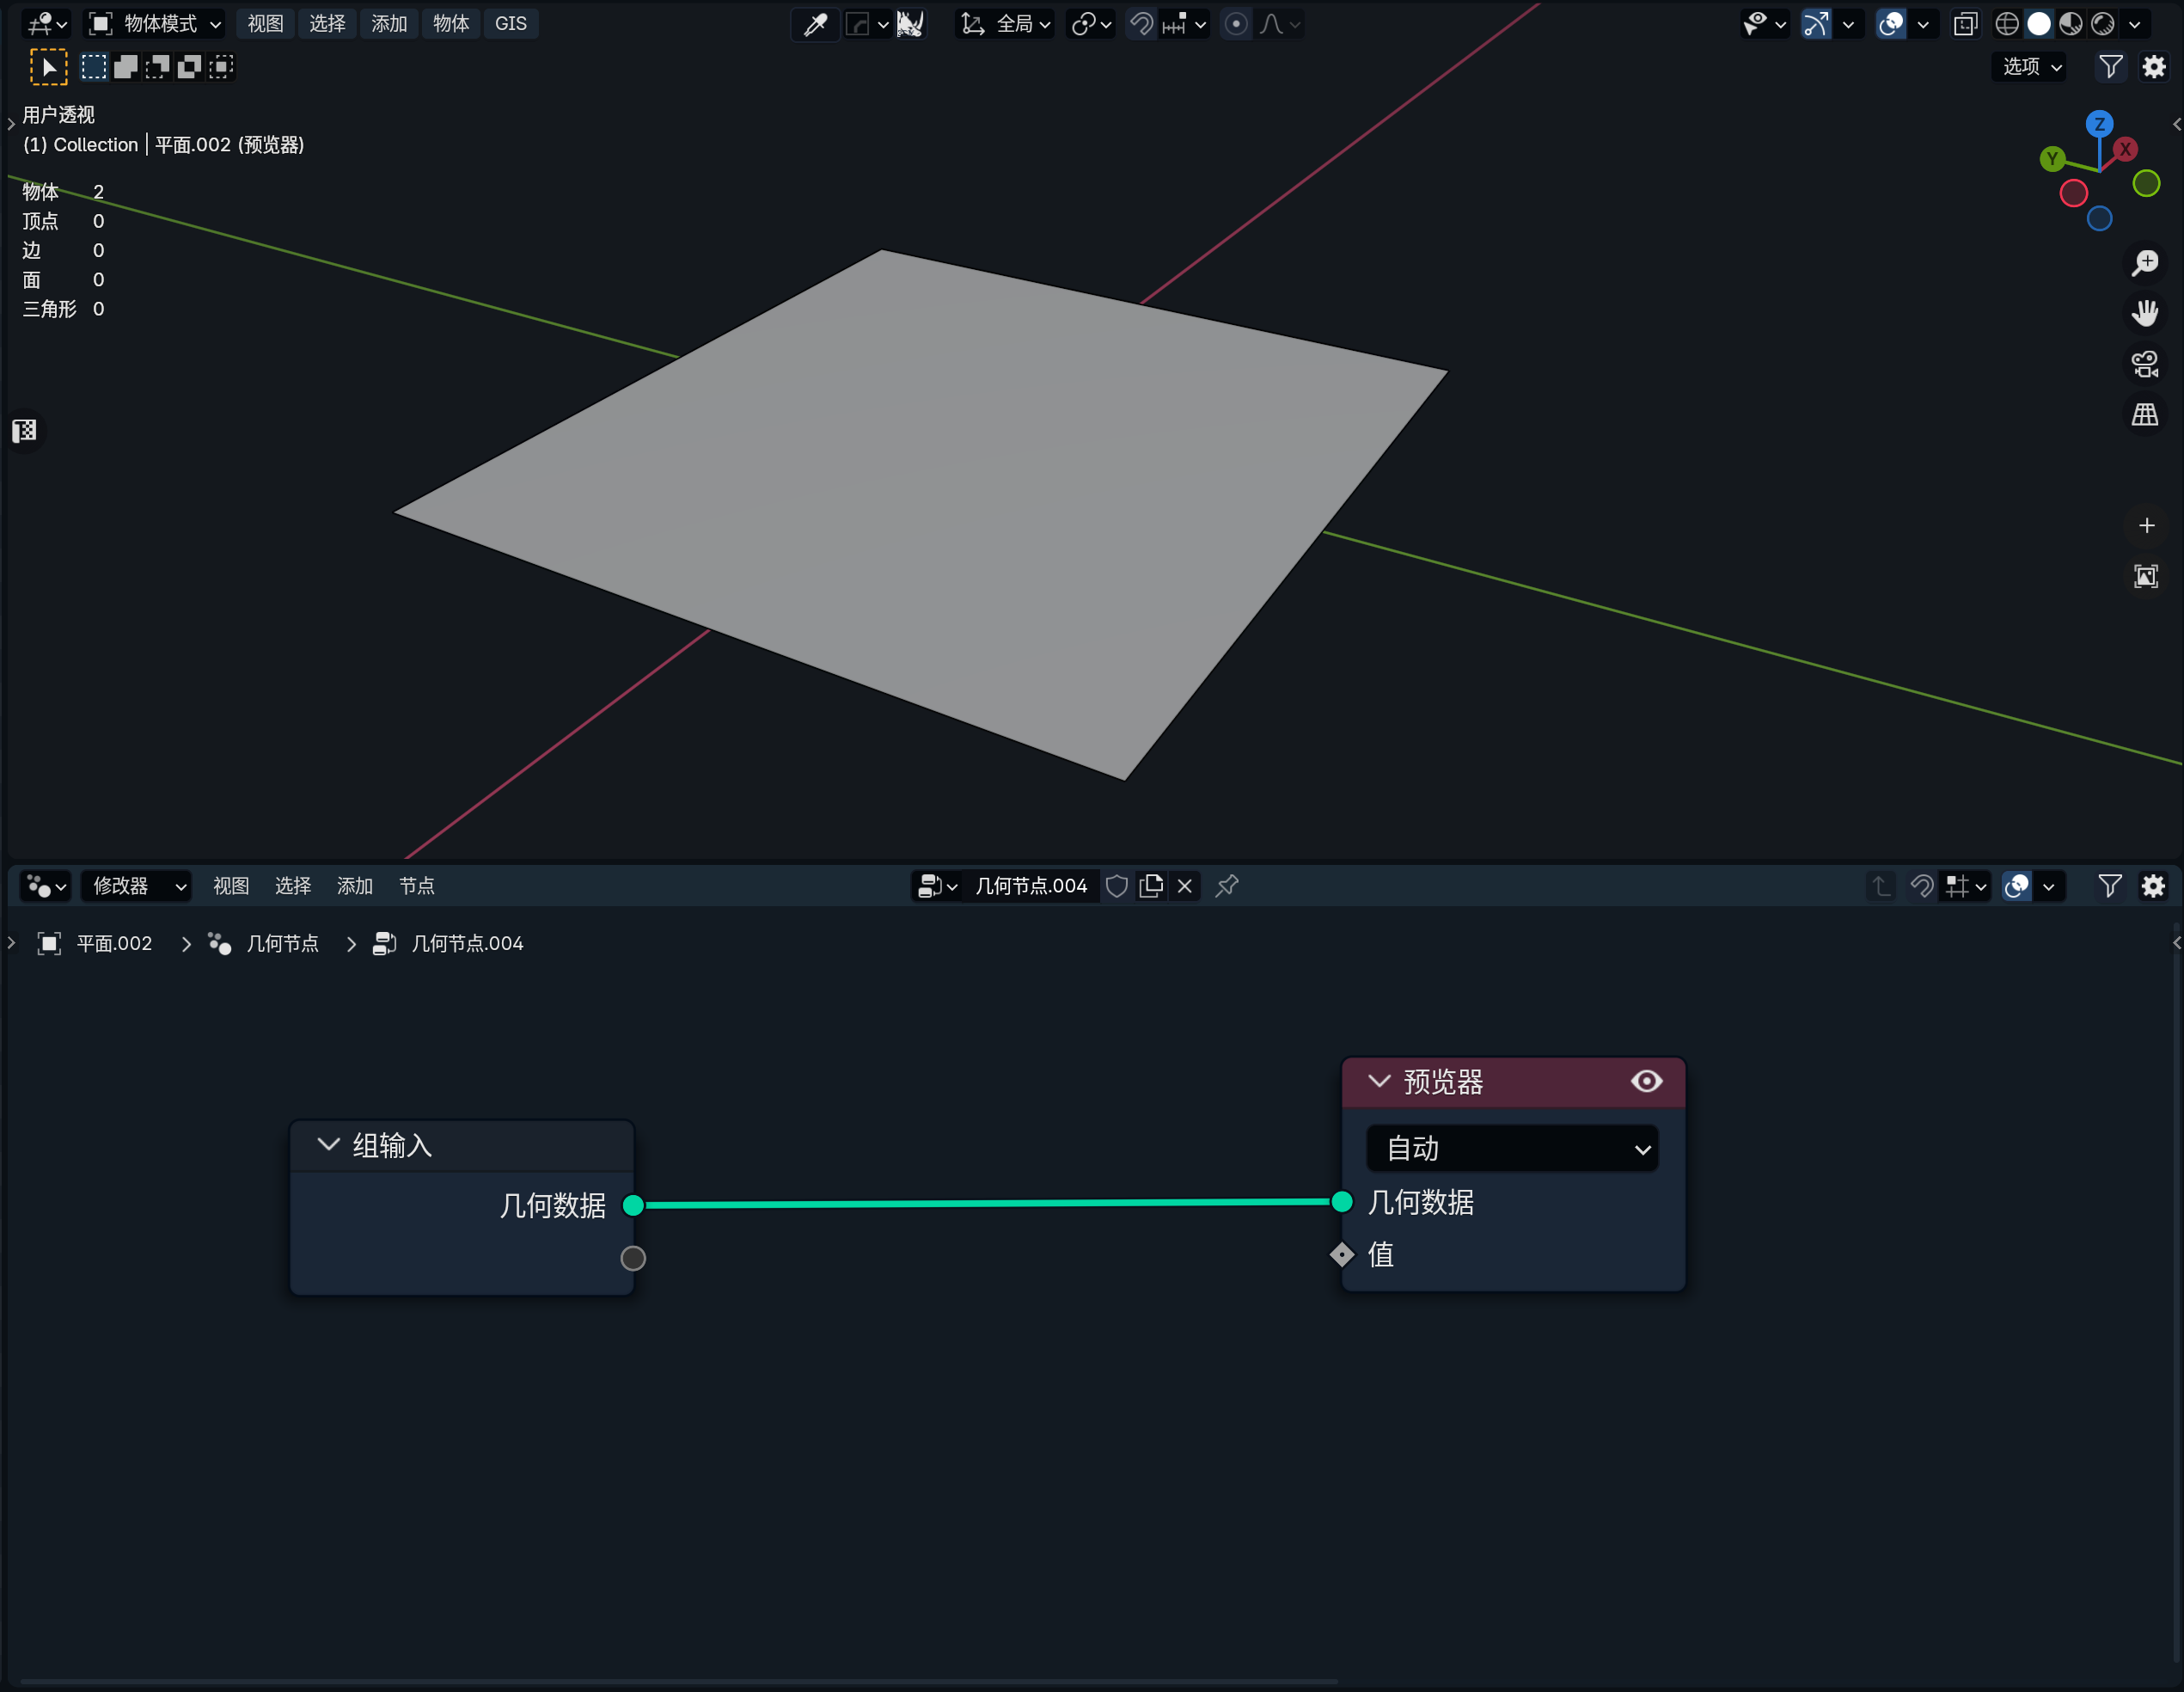 物体模式 视图 选择 添加 物体 GIS 全局
选项
用户透视
(1) Collection | 平面.002 (预览器)
物体 2
顶点 0
边 0
面 0
三角形 0
Z
Y
X
修改器 视图 选择 添加 节点 几何节点.004
平面.002 几何节点 几何节点.004
预览器
自动
组输入
几何数据
几何数据
值